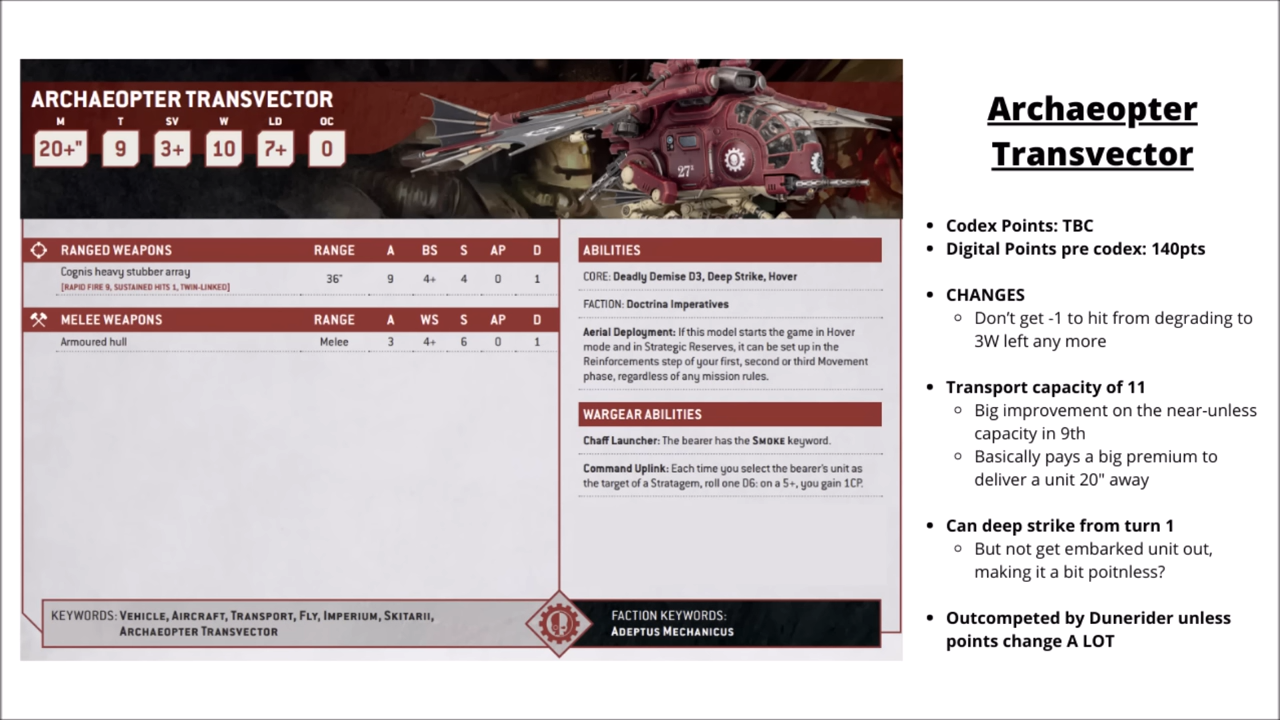 ARCHAEOPTER TRANSVECTOR
M T SV W LD OC
20+" 9 3+ 10 7+ 0
27
RANGED WEAPONS RANGE A BS S AP D
Cognis heavy stubber array 36" 9 4+ 4 0 1
[RAPID FIRE 9, SUSTAINED HITS 1, TWIN-LINKED]
MELEE WEAPONS RANGE A WS S AP D
Armoured hull Melee 3 4+ 6 0 1
ABILITIES
CORE: Deadly Demise D3, Deep Strike, Hover
FACTION: Doctrina Imperatives
Aerial Deployment: If this model starts the game in Hover
mode and in Strategic Reserves, it can be set up in the
Reinforcements step of your first, second or third Movement
phase, regardless of any mission rules.
WARGEAR ABILITIES
Chaff Launcher: The bearer has the SMOKE keyword.
Command Uplink: Each time you select the bearer's unit as
the target of a Stratagem, roll one D6: on a 5+, you gain 1CP.
KEYWORDS: VEHICLE, AIRCRAFT, TRANSPORT, FLY, IMPERIUM, SKITARII,
ARCHAEOPTER TRANSVECTOR
FACTION KEYWORDS:
ADEPTUS MECHANICUS
Archaeopter
Transvector
• Codex Points: TBC
• Digital Points pre codex: 140pts
• CHANGES
○ Don't get -1 to hit from degrading to
3W left any more
• Transport capacity of 11
○ Big improvement on the near-unless
capacity in 9th
○ Basically pays a big premium to
deliver a unit 20" away
• Can deep strike from turn 1
○ But not get embarked unit out,
making it a bit poitnless?
• Outcompeted by Dunerider unless
points change A LOT